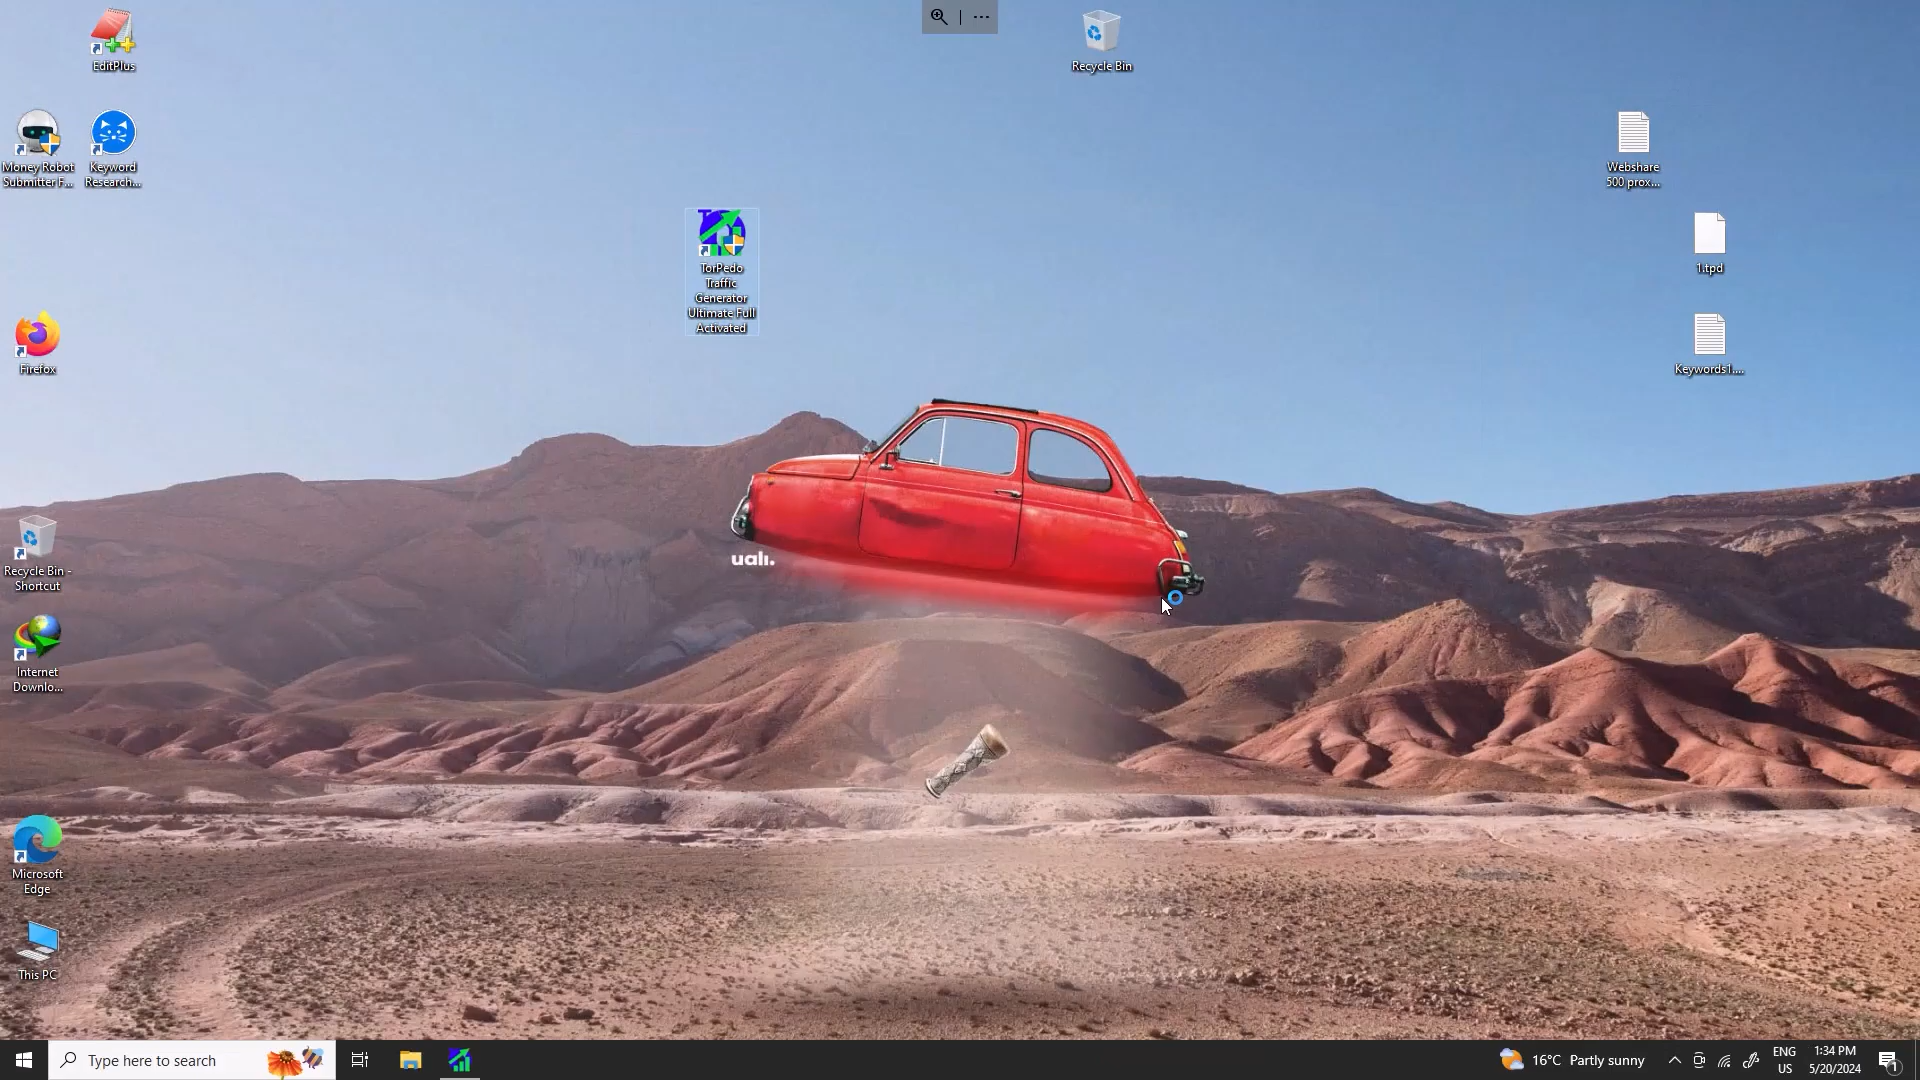 EditPlus
Recycle Bin
Money Robot
Submitter F...
Keyword
Research...
Webshare
500 prox...
TorPedo
Traffic
Generator
Ultimate Full
Activated
1.tpd
Keywords1....
Firefox
ualı.
Recycle Bin -
Shortcut
Internet
Downlo...
Microsoft
Edge
This PC
Type here to search
16°C Partly sunny
ENG
US
1:34 PM
5/20/2024
1